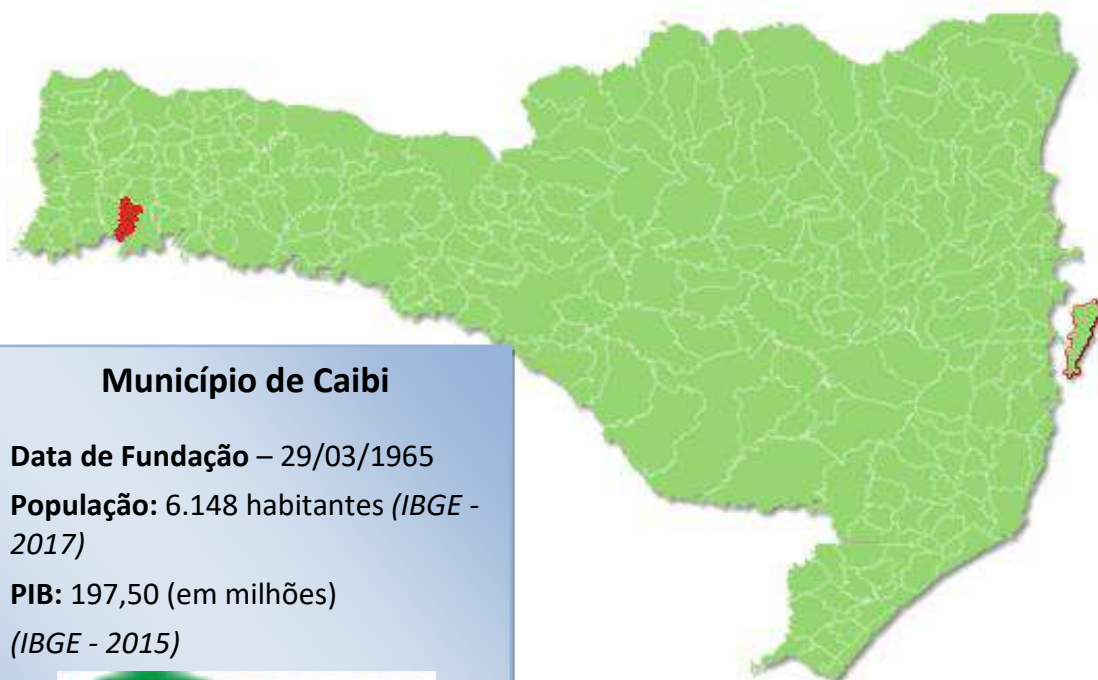 Município de Caibi
Data de Fundação – 29/03/1965
População: 6.148 habitantes (IBGE -
2017)
PIB: 197,50 (em milhões)
(IBGE - 2015)